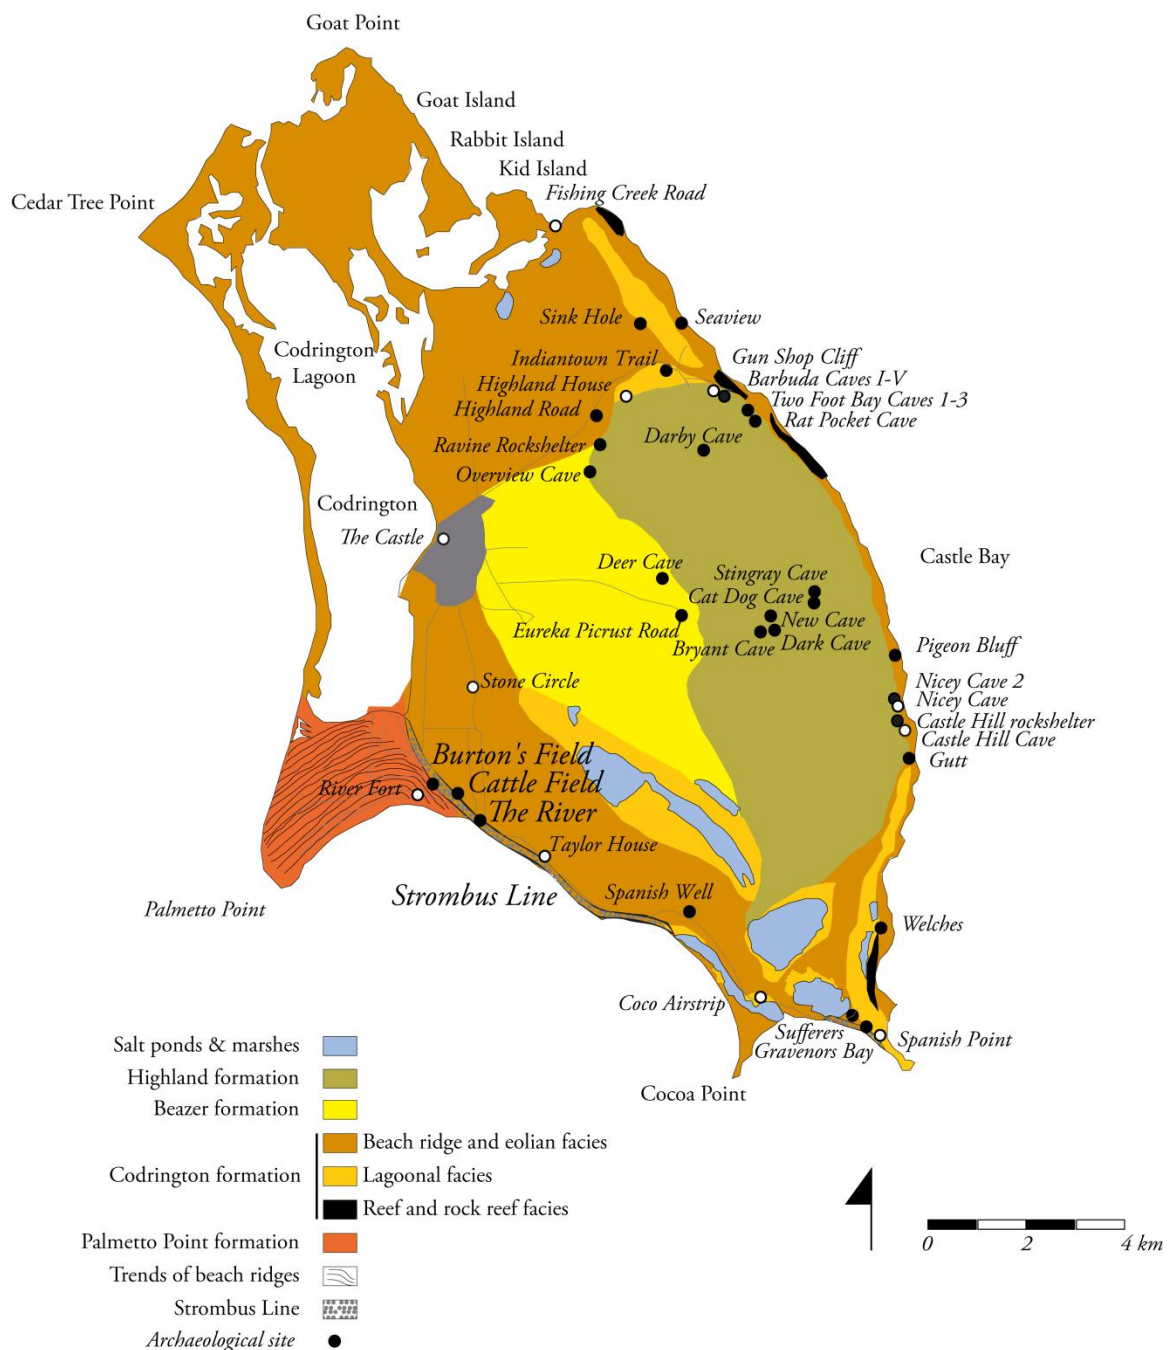 Goat Point
Goat Island
Rabbit Island
Kid Island
Fishing Creek Road
Cedar Tree Point
Sink Hole
Seaview
Codrington
Lagoon
Indiantown Trail
Gun Shop Cliff
Highland House
Barbuda Caves I-V
Two Foot Bay Caves 1-3
Highland Road
Rat Pocket Cave
Ravine Rockshelter
Darby Cave
Overview Cave
Codrington
The Castle
Castle Bay
Deer Cave
Stingray Cave
Cat Dog Cave
New Cave
Eureka Picrust Road
Bryant Cave
Dark Cave
Pigeon Bluff
Stone Circle
Nicey Cave 2
Nicey Cave
Castle Hill rockshelter
Castle Hill Cave
Gutt
Burton's Field
Cattle Field
River Fort
The River
Taylor House
Strombus Line
Spanish Well
Palmetto Point
Welches
Coco Airstrip
Sufferers
Gravenors Bay
Spanish Point
Cocoa Point
Salt ponds & marshes
Highland formation
Beazer formation
Beach ridge and eolian facies
Codrington formation
Lagoonal facies
Reef and rock reef facies
Palmetto Point formation
Trends of beach ridges
Strombus Line
Archaeological site
0 2 4 km